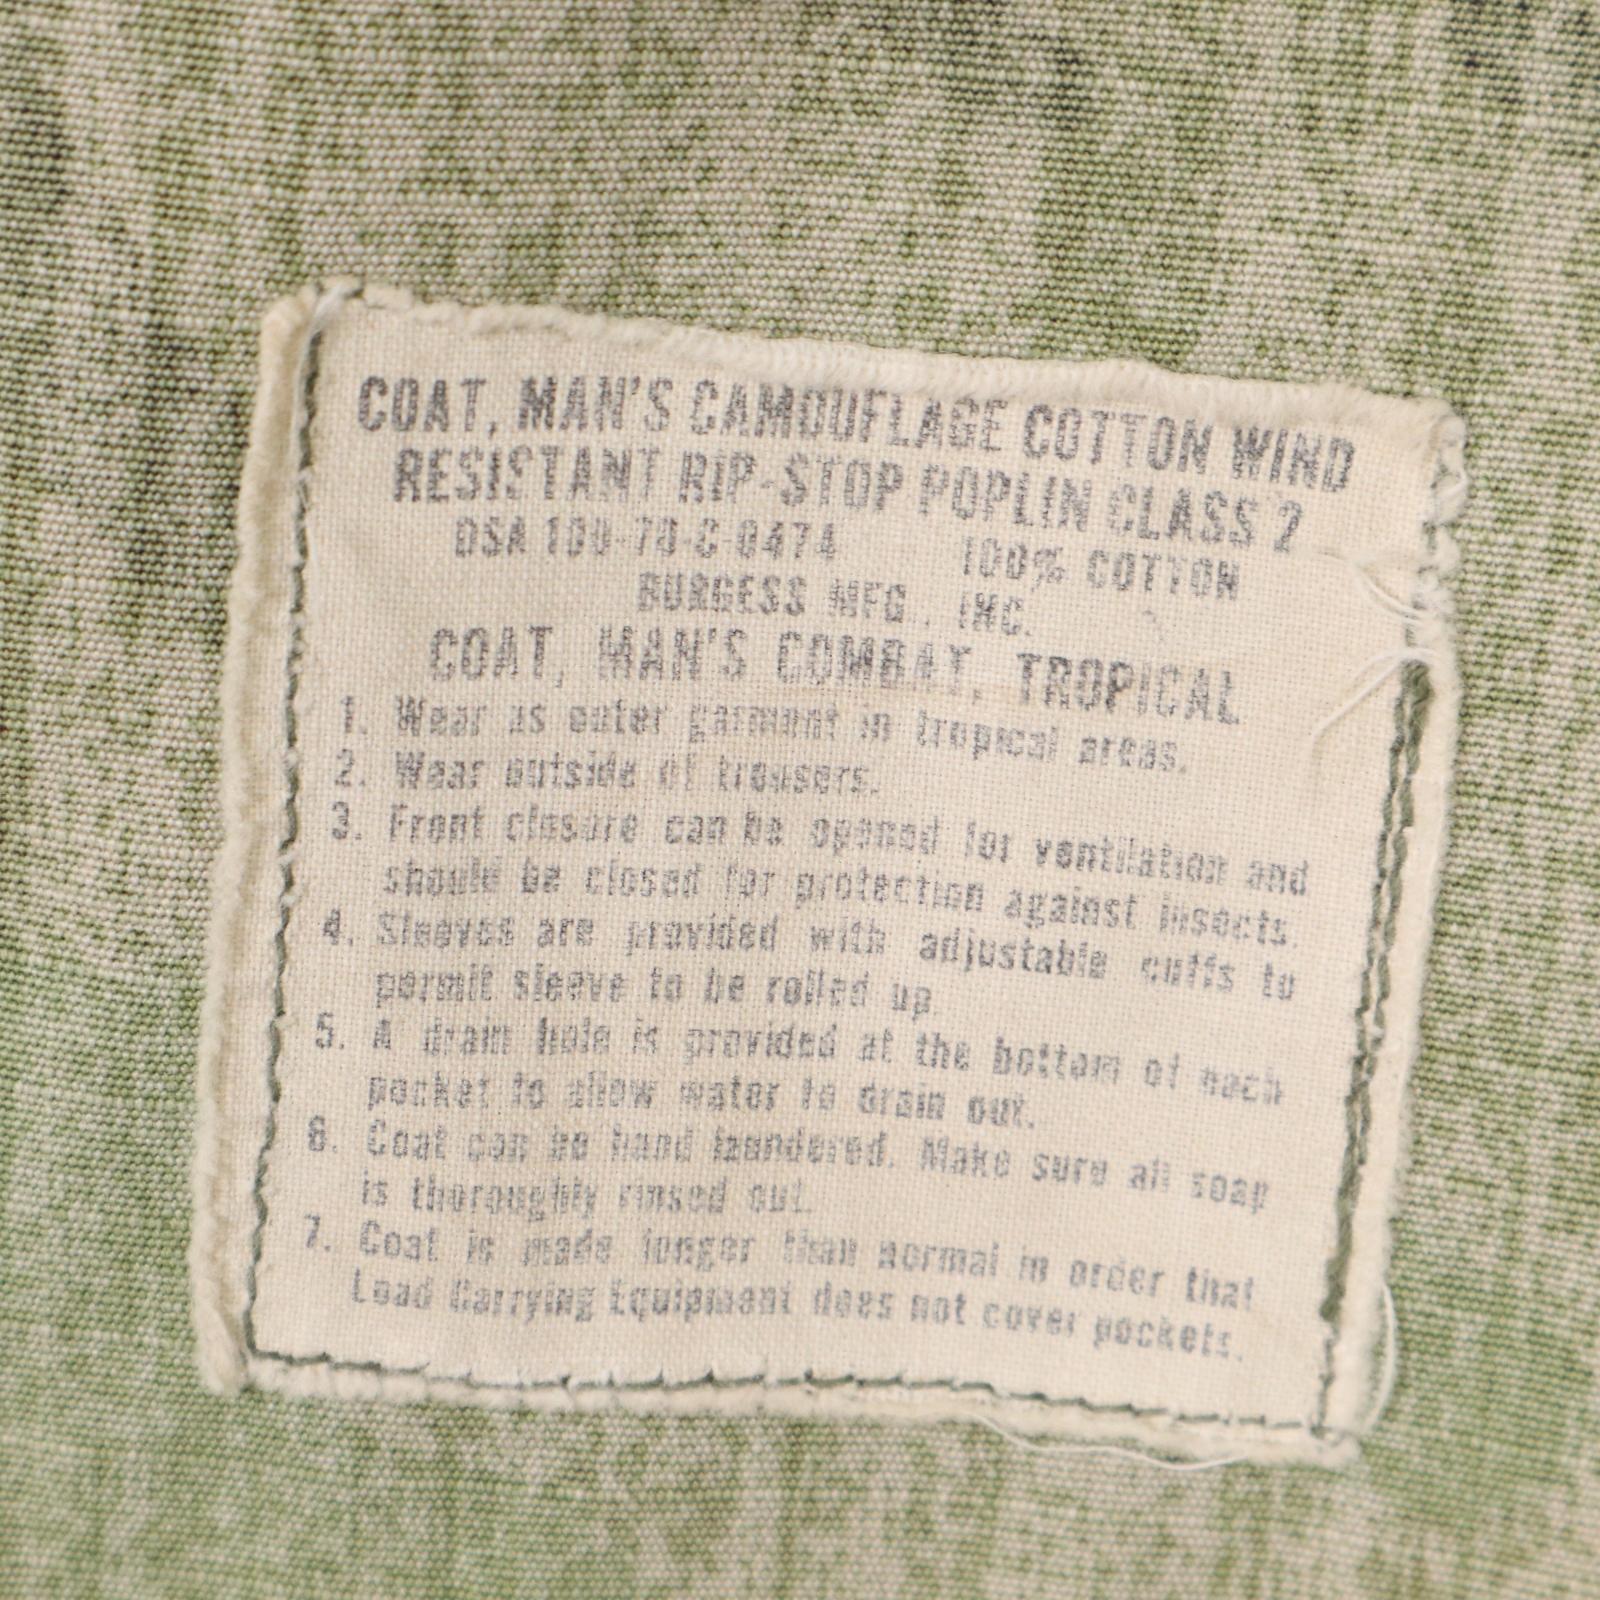 COAT, MAN'S CAMOUFLAGE COTTON WIND
RESISTANT RIP-STOP POPLIN CLASS 2
DSA 100-70-C-0474 100% COTTON
BURGESS MFG., INC.
COAT, MAN'S COMBAT, TROPICAL
1. Wear as outer garment in tropical areas.
2. Wear outside of trousers.
3. Front closure can be opened for ventilation and
should be closed for protection against insects.
4. Sleeves are provided with adjustable cuffs to
permit sleeve to be rolled up.
5. A drain hole is provided at the bottom of each
pocket to allow water to drain out.
6. Coat can be hand laundered. Make sure all soap
is thoroughly rinsed out.
7. Coat is made longer than normal in order that
Load Carrying Equipment does not cover pockets.